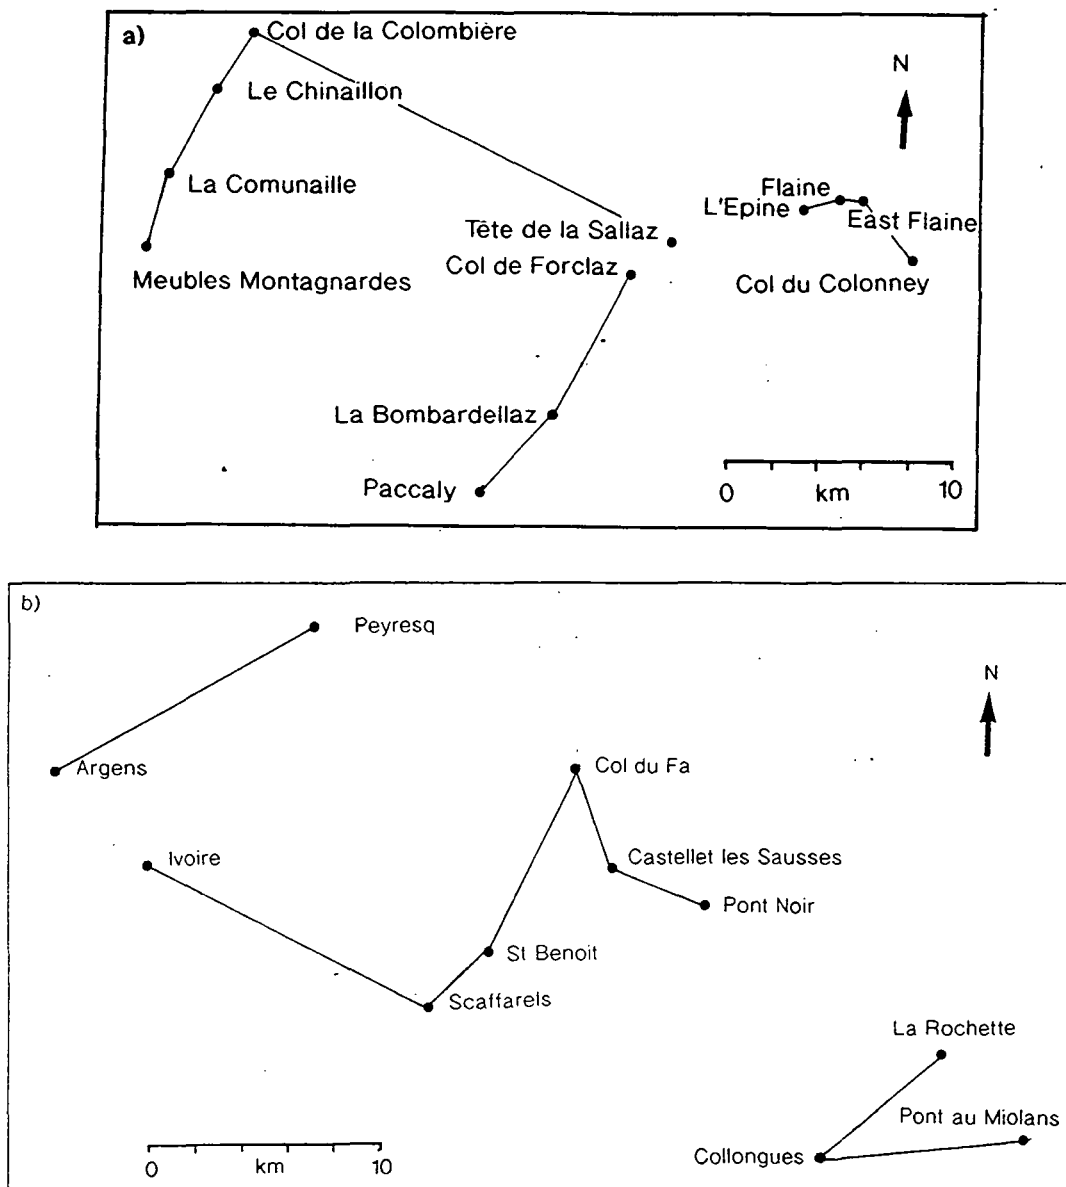 a)
Col de la Colombière
Le Chinaillon
N
La Comunaille
Flaine
L'Epine
East Flaine
Tête de la Sallaz
Col de Forclaz
Meubles Montagnardes
Col du Colonney
La Bombardellaz
Paccaly
0 km 10
b)
Peyresq
N
Argens
Col du Fa
Ivoire
Castellet les Sausses
Pont Noir
St Benoit
Scaffarels
La Rochette
Pont au Miolans
Collongues
0 km 10